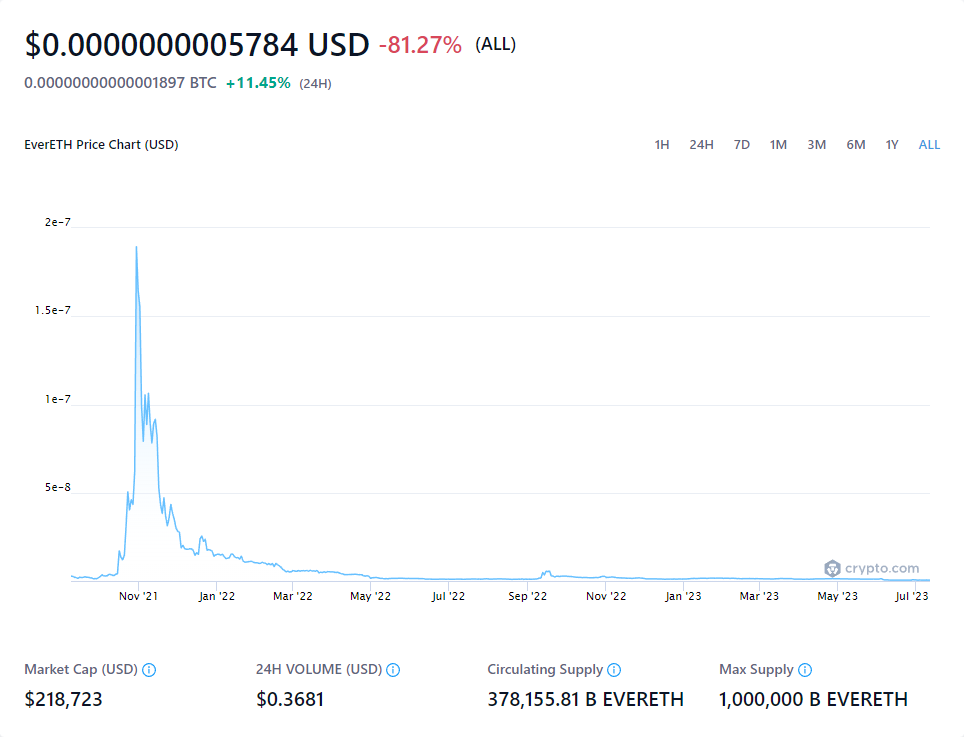 $0.0000000005784 USD -81.27% (ALL)
0.00000000000001897 BTC +11.45% (24H)
EverETH Price Chart (USD) 1H 24H 7D 1M 3M 6M 1Y ALL
2e-7
1.5e-7
1e-7
5e-8
crypto.com
Nov '21 Jan '22 Mar '22 May '22 Jul '22 Sep '22 Nov '22 Jan '23 Mar '23 May '23 Jul '23
Market Cap (USD) 24H VOLUME (USD) Circulating Supply Max Supply
$218,723 $0.3681 378,155.81 B EVERETH 1,000,000 B EVERETH